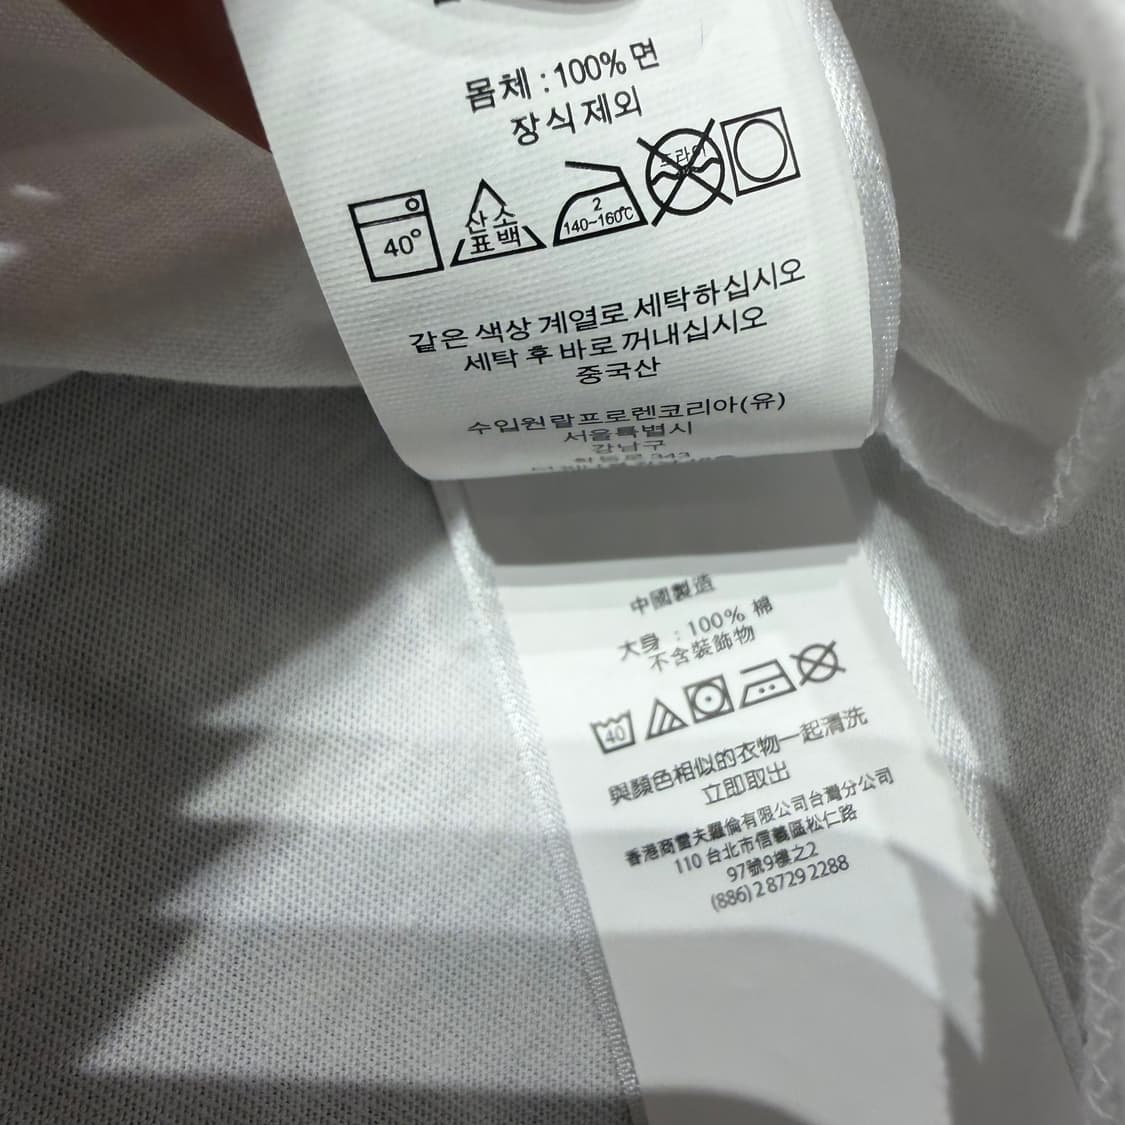 몸체 : 100% 면
장식제외
40°
산소
표백
2
140~160℃
드라이
같은 색상 계열로 세탁하십시오
세탁 후 바로 꺼내십시오
중국산
수입원랄프로렌코리아(유)
서울특별시
강남구
中國製造
大身 : 100% 棉
不含裝飾物
40
與顏色相似的衣物一起清洗
立即取出
香港商雷夫羅倫有限公司台灣分公司
110 台北市信義區松仁路
97號9樓之2
(886) 2 8729 2288